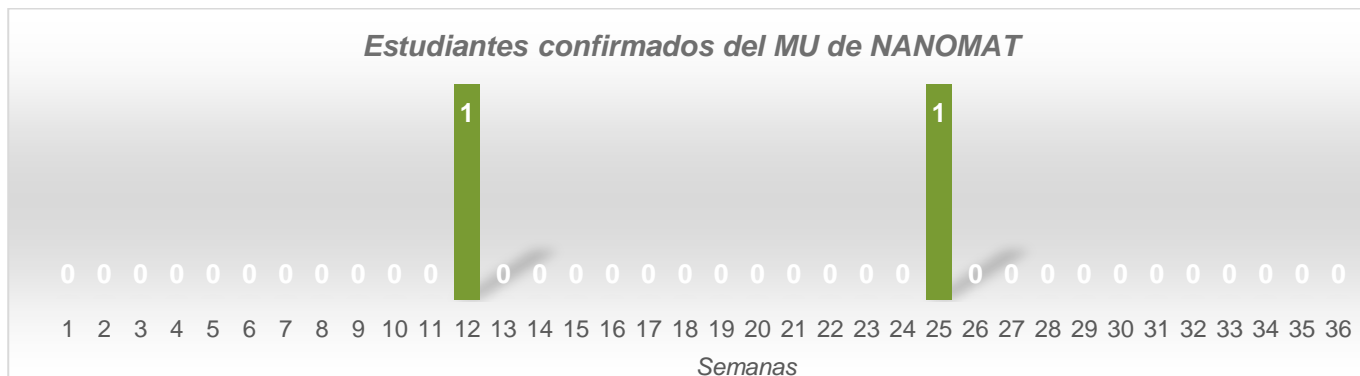 Estudiantes confirmados del MU de NANOMAT
1 1
0 0 0 0 0 0 0 0 0 0 0 0 0 0 0 0 0 0 0 0 0 0 0 0 0 0 0 0 0 0 0 0 0 0
1 2 3 4 5 6 7 8 9 10 11 12 13 14 15 16 17 18 19 20 21 22 23 24 25 26 27 28 29 30 31 32 33 34 35 36
Semanas